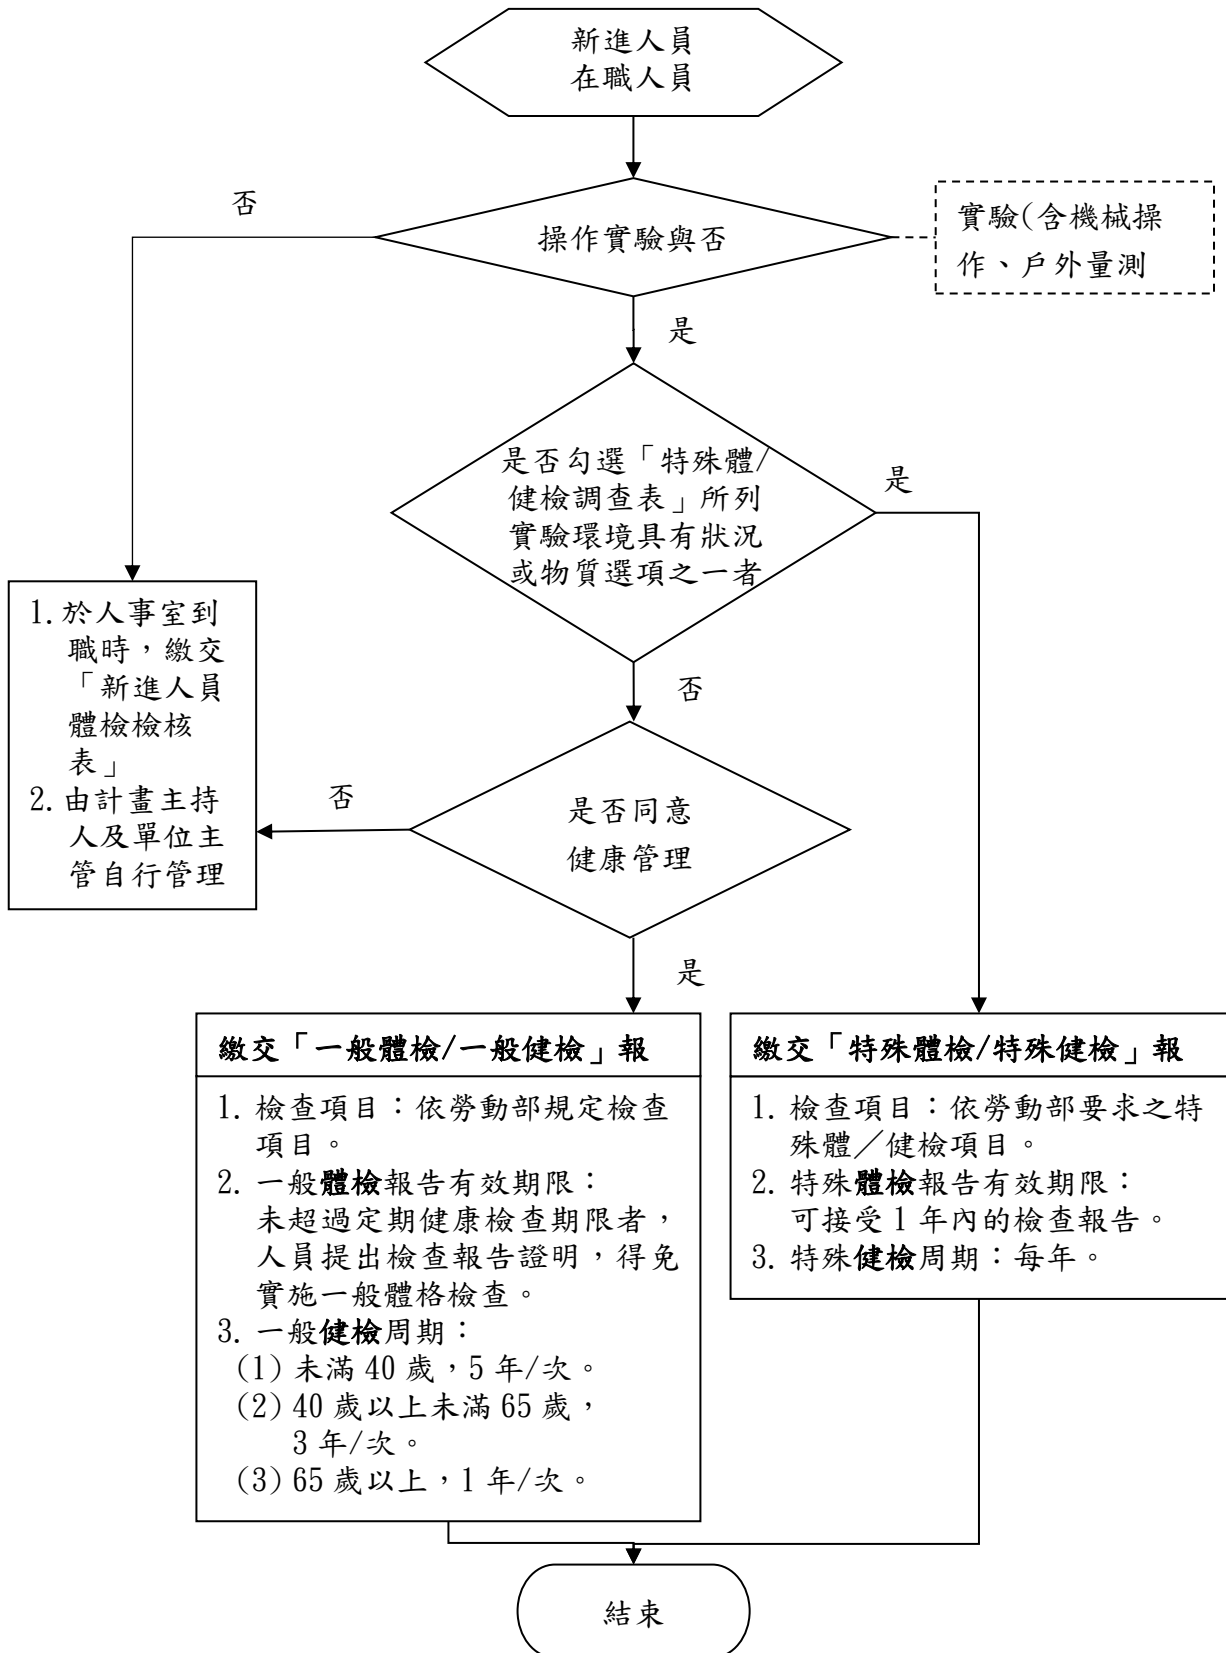 新進人員
在職人員
否
操作實驗與否
實驗(含機械操
作、戶外量測
是
是否勾選「特殊體/
健檢調查表」所列
實驗環境具有狀況
或物質選項之一者
是
1. 於人事室到
職時，繳交
「新進人員
體檢檢核
表」
2. 由計畫主持
人及單位主
管自行管理
否
否
是否同意
健康管理
是
繳交「一般體檢/一般健檢」報
1. 檢查項目：依勞動部規定檢查
項目。
2. 一般體檢報告有效期限：
未超過定期健康檢查期限者，
人員提出檢查報告證明，得免
實施一般體格檢查。
3. 一般健檢周期：
(1) 未滿 40 歲，5 年/次。
(2) 40 歲以上未滿 65 歲，
3 年/次。
(3) 65 歲以上，1 年/次。
繳交「特殊體檢/特殊健檢」報
1. 檢查項目：依勞動部要求之特
殊體／健檢項目。
2. 特殊體檢報告有效期限：
可接受 1 年內的檢查報告。
3. 特殊健檢周期：每年。
結束